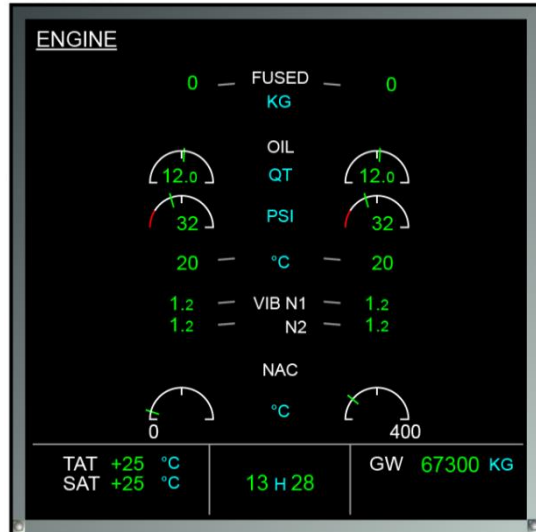 ENGINE
0 FUSED 0
KG
OIL
12.0 QT 12.0
32 PSI 32
20 °C 20
1.2 VIB N1 1.2
1.2 N2 1.2
NAC
°C
0 400
TAT +25 °C
SAT +25 °C
13 H 28
GW 67300 KG